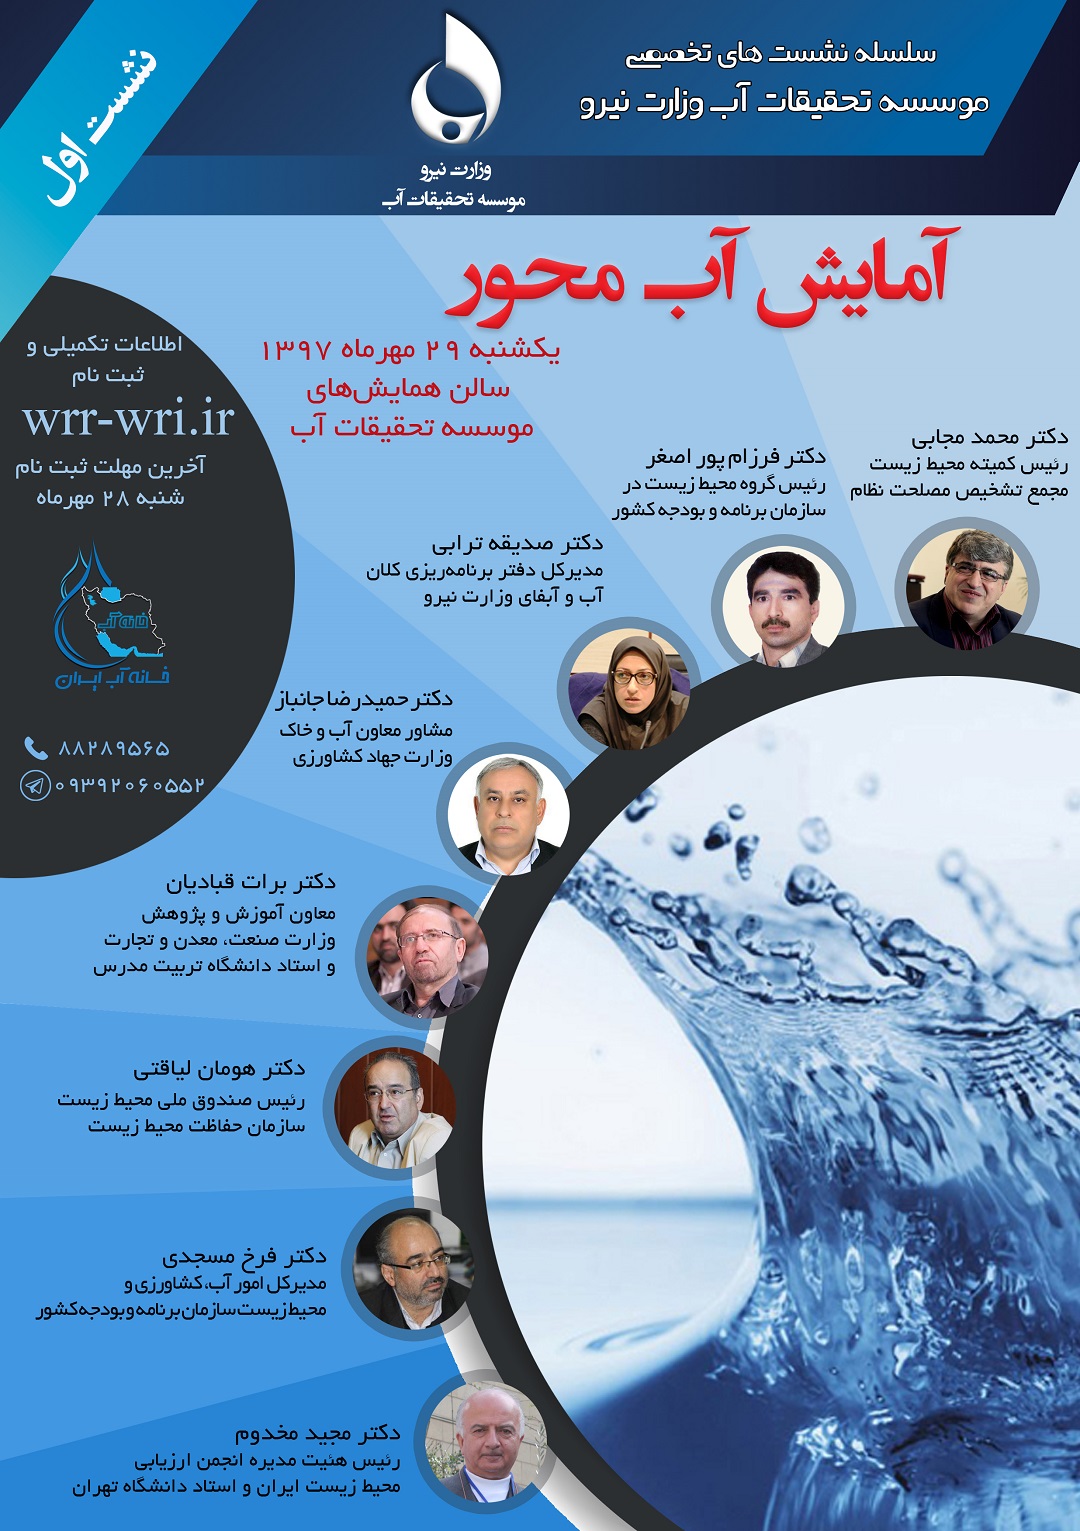 سلسله نشست های تخصصی
موسسه تحقیقات آب وزارت نیرو
نشست اول
وزارت نیرو
موسسه تحقیقات آب
آمایش آب محور
یکشنبه ۲۹ مهرماه ۱۳۹۷
سالن همایش‌های
موسسه تحقیقات آب
اطلاعات تکمیلی و
ثبت نام
wrr-wri.ir
آخرین مهلت ثبت نام
شنبه ۲۸ مهرماه
خانه آب
خانه آب ایران
۸۸۲۸۹۵۶۵
۰۹۳۹۲۰۶۰۵۵۲
دکتر محمد مجابی
رئیس کمیته محیط زیست
مجمع تشخیص مصلحت نظام
دکتر فرزام پور اصغر
رئیس گروه محیط زیست در
سازمان برنامه و بودجه کشور
دکتر صدیقه ترابی
مدیرکل دفتر برنامه‌ریزی کلان
آب و آبفای وزارت نیرو
دکتر حمیدرضا جانباز
مشاور معاون آب و خاک
وزارت جهاد کشاورزی
دکتر برات قبادیان
معاون آموزش و پژوهش
وزارت صنعت، معدن و تجارت
و استاد دانشگاه تربیت مدرس
دکتر هومان لیاقتی
رئیس صندوق ملی محیط زیست
سازمان حفاظت محیط زیست
دکتر فرخ مسجدی
مدیرکل امور آب، کشاورزی و
محیط زیست سازمان برنامه و بودجه کشور
دکتر مجید مخدوم
رئیس هئیت مدیره انجمن ارزیابی
محیط زیست ایران و استاد دانشگاه تهران